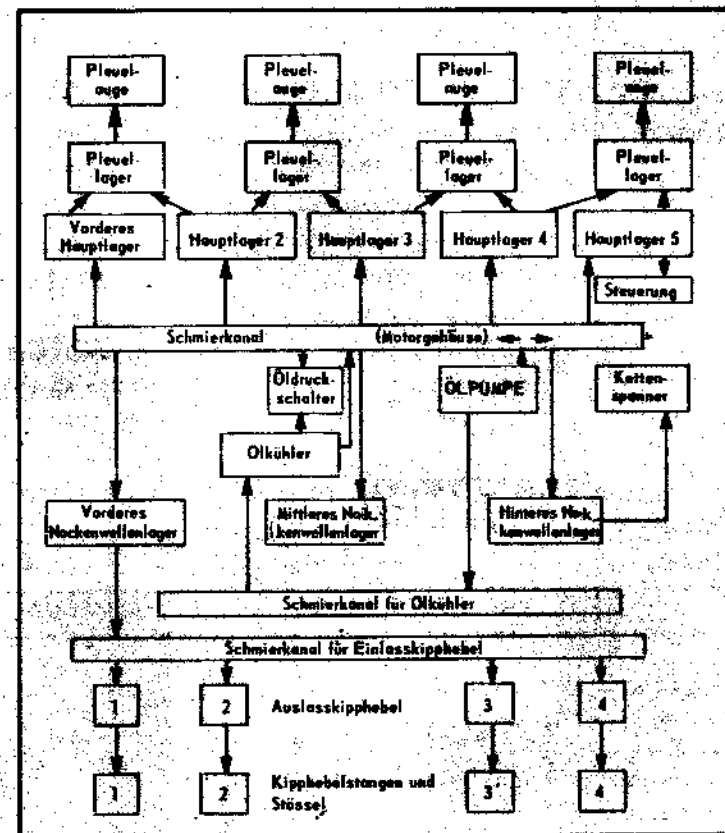 Pleuel-
auge
Pleuel-
auge
Pleuel-
auge
Pleuel-
auge
Pleuel-
lager
Pleuel-
lager
Pleuel-
lager
Pleuel-
lager
Vorderes
Hauptlager
Hauptlager 2
Hauptlager 3
Hauptlager 4
Hauptlager 5
Steuerung
Schmierkanal (Motorgehäuse)
Öldruck-
schalter
ÖLPUMPE
Ketten-
spanner
Olkühler
Vorderes
Nockenwellenlager
Mittleres Nok.
kenwellenlager
Hinteres Nok.
kenwellenlager
Schmierkanal für Olkühler
Schmierkanal für Einlasskipphebel
1
2
Auslasskipphebel
3
4
1
2
Kipphebelstangen und
Stössel
3
4